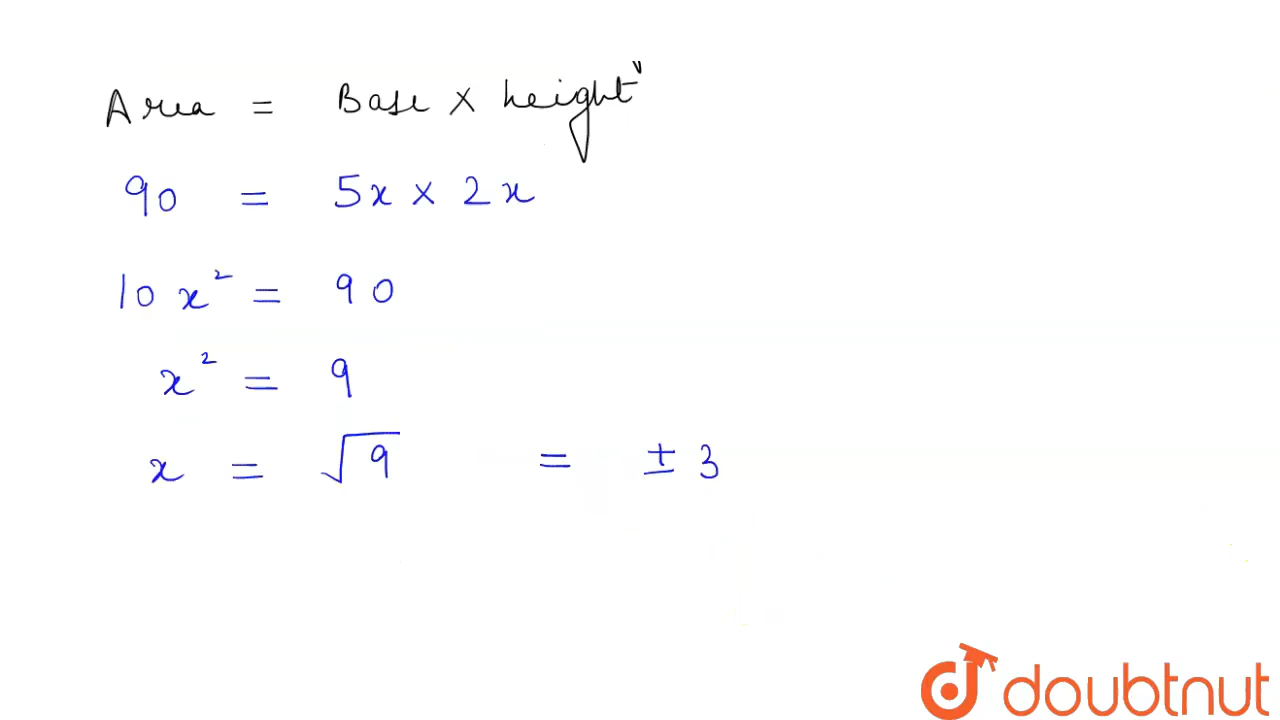 Area = Base × height
90 = 5x × 2x
10x² = 90
x² = 9
x = √9 = ± 3
doubtnut